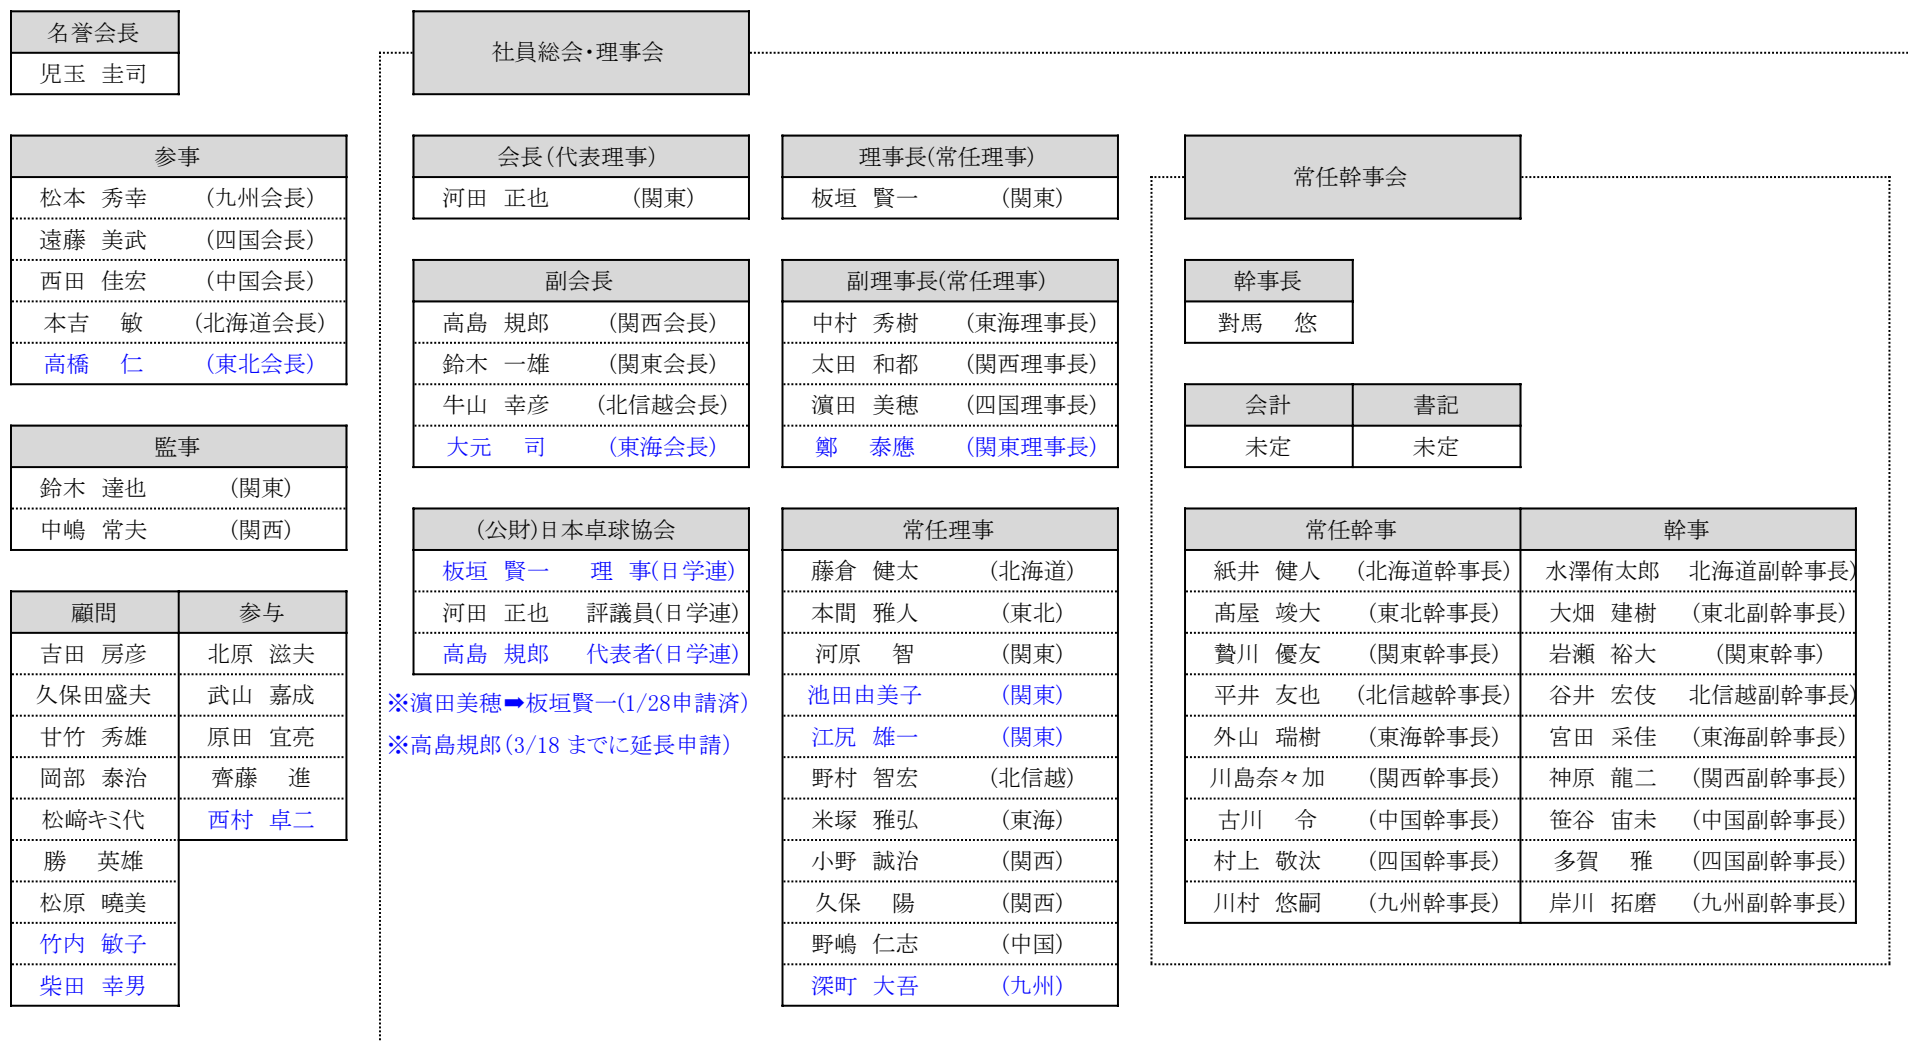 名誉会長
児玉 圭司
社員総会・理事会
参事
松本 秀幸 (九州会長)
遠藤 美武 (四国会長)
西田 佳宏 (中国会長)
本吉 敏 (北海道会長)
高橋 仁 (東北会長)
監事
鈴木 達也 (関東)
中嶋 常夫 (関西)
顧問 参与
吉田 房彦 北原 滋夫
久保田盛夫 武山 嘉成
甘竹 秀雄 原田 宜亮
岡部 泰治 齊藤 進
松﨑キミ代 西村 卓二
勝 英雄
松原 曉美
竹内 敏子
柴田 幸男
会長(代表理事)
河田 正也 (関東)
副会長
高島 規郎 (関西会長)
鈴木 一雄 (関東会長)
牛山 幸彦 (北信越会長)
大元 司 (東海会長)
(公財)日本卓球協会
板垣 賢一 理 事(日学連)
河田 正也 評議員(日学連)
高島 規郎 代表者(日学連)
※濵田美穂➡板垣賢一(1/28申請済)
※高島規郎(3/18 までに延長申請)
理事長(常任理事)
板垣 賢一 (関東)
副理事長(常任理事)
中村 秀樹 (東海理事長)
太田 和都 (関西理事長)
濵田 美穂 (四国理事長)
鄭 泰應 (関東理事長)
常任理事
藤倉 健太 (北海道)
本間 雅人 (東北)
河原 智 (関東)
池田由美子 (関東)
江尻 雄一 (関東)
野村 智宏 (北信越)
米塚 雅弘 (東海)
小野 誠治 (関西)
久保 陽 (関西)
野嶋 仁志 (中国)
深町 大吾 (九州)
常任幹事会
幹事長
對馬 悠
会計 書記
未定 未定
常任幹事 幹事
紙井 健人 (北海道幹事長) 水澤侑太郎 北海道副幹事長)
髙屋 竣大 (東北幹事長) 大畑 建樹 (東北副幹事長)
贄川 優友 (関東幹事長) 岩瀬 裕大 (関東幹事)
平井 友也 (北信越幹事長) 谷井 宏伎 北信越副幹事長)
外山 瑞樹 (東海幹事長) 宮田 采佳 (東海副幹事長)
川島奈々加 (関西幹事長) 神原 龍二 (関西副幹事長)
古川 令 (中国幹事長) 笹谷 宙未 (中国副幹事長)
村上 敬汰 (四国幹事長) 多賀 雅 (四国副幹事長)
川村 悠嗣 (九州幹事長) 岸川 拓磨 (九州副幹事長)